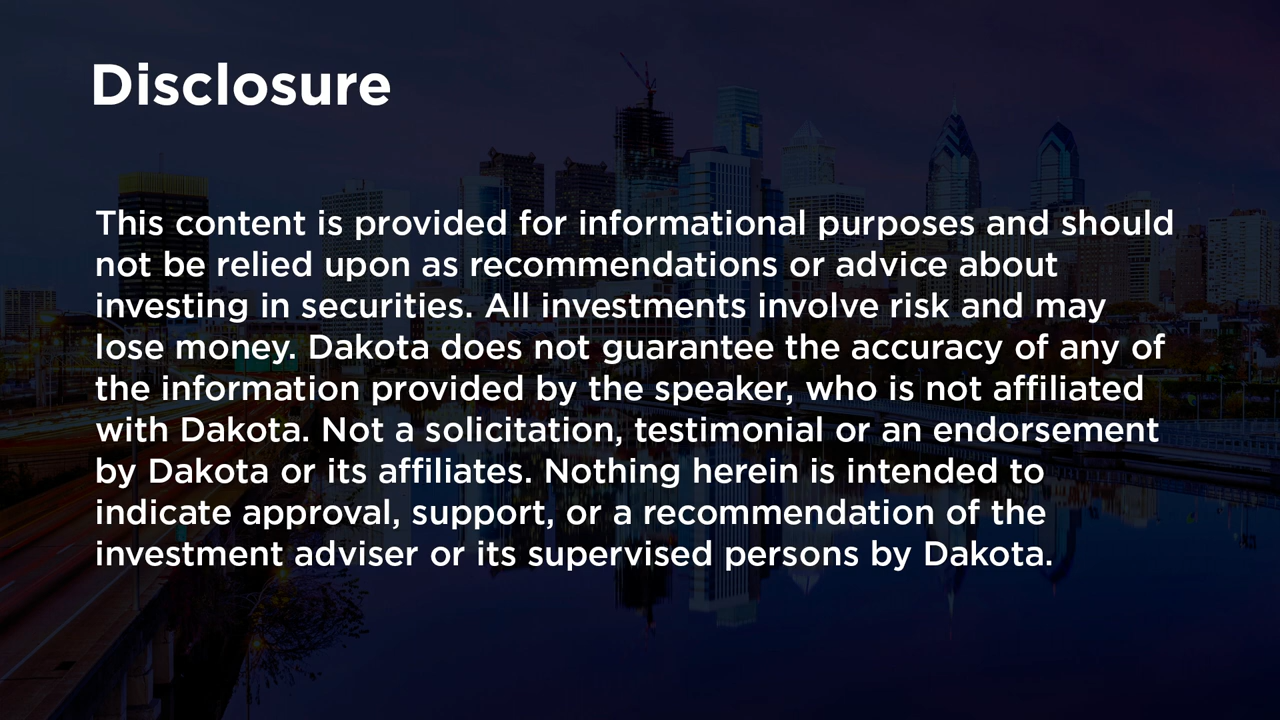 Disclosure
This content is provided for informational purposes and should
not be relied upon as recommendations or advice about
investing in securities. All investments involve risk and may
lose money. Dakota does not guarantee the accuracy of any of
the information provided by the speaker, who is not affiliated
with Dakota. Not a solicitation, testimonial or an endorsement
by Dakota or its affiliates. Nothing herein is intended to
indicate approval, support, or a recommendation of the
investment adviser or its supervised persons by Dakota.